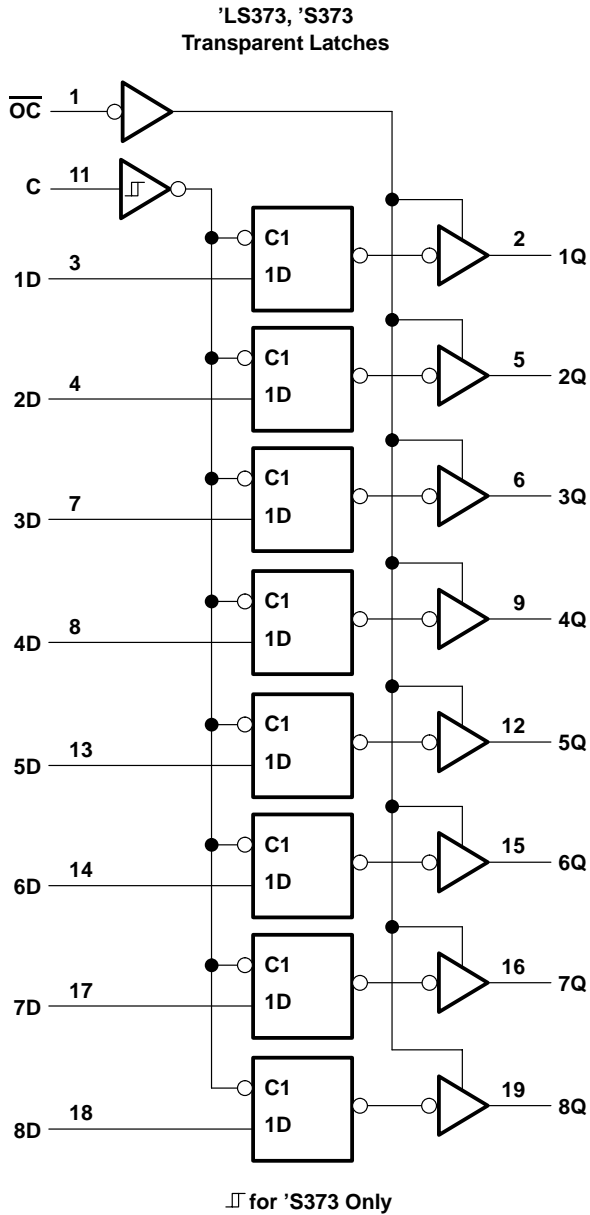 ’LS373, ’S373
Transparent Latches
OC 1
C 11
C1
2
1Q
1D 3
1D
C1
5
2Q
2D 4
1D
C1
6
3Q
3D 7
1D
C1
9
4Q
4D 8
1D
C1
12
5Q
5D 13
1D
C1
15
6Q
6D 14
1D
C1
16
7Q
7D 17
1D
C1
19
8Q
8D 18
1D
for ’S373 Only